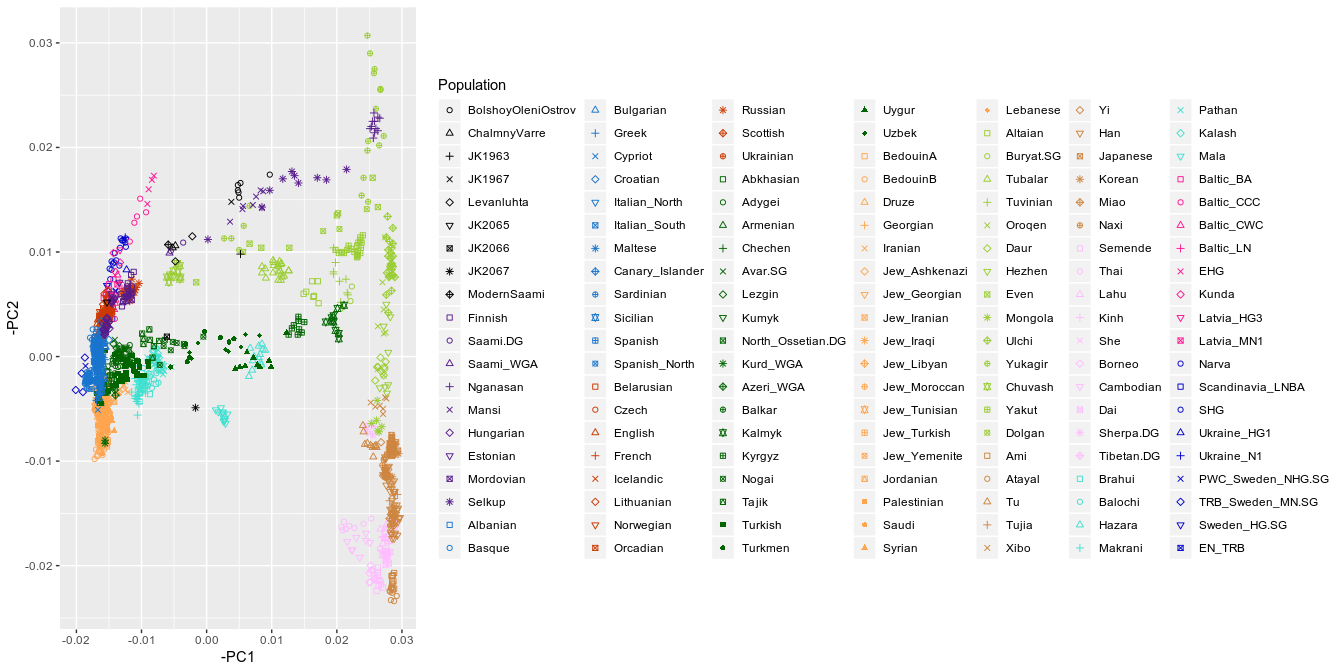 Population
BolshoyOleniOstrov
ChalmnyVarre
JK1963
JK1967
Levanluhta
JK2065
JK2066
JK2067
ModernSaami
Finnish
Saami.DG
Saami_WGA
Nganasan
Mansi
Hungarian
Estonian
Mordovian
Selkup
Albanian
Basque
Bulgarian
Greek
Cypriot
Croatian
Italian_North
Italian_South
Maltese
Canary_Islander
Sardinian
Sicilian
Spanish
Spanish_North
Belarusian
Czech
English
French
Icelandic
Lithuanian
Norwegian
Orcadian
Russian
Scottish
Ukrainian
Abkhasian
Adygei
Armenian
Chechen
Avar.SG
Lezgin
Kumyk
North_Ossetian.DG
Kurd_WGA
Azeri_WGA
Balkar
Kalmyk
Kyrgyz
Nogai
Tajik
Turkish
Turkmen
Uygur
Uzbek
BedouinA
BedouinB
Druze
Georgian
Iranian
Jew_Ashkenazi
Jew_Georgian
Jew_Iranian
Jew_Iraqi
Jew_Libyan
Jew_Moroccan
Jew_Tunisian
Jew_Turkish
Jew_Yemenite
Jordanian
Palestinian
Saudi
Syrian
Lebanese
Altaian
Buryat.SG
Tubalar
Tuvinian
Oroqen
Daur
Hezhen
Even
Mongola
Ulchi
Yukagir
Chuvash
Yakut
Dolgan
Ami
Atayal
Tu
Tujia
Xibo
Yi
Han
Japanese
Korean
Miao
Naxi
Semende
Thai
Lahu
Kinh
She
Borneo
Cambodian
Dai
Sherpa.DG
Tibetan.DG
Brahui
Balochi
Hazara
Makrani
Pathan
Kalash
Mala
Baltic_BA
Baltic_CCC
Baltic_CWC
Baltic_LN
EHG
Kunda
Latvia_HG3
Latvia_MN1
Narva
Scandinavia_LNBA
SHG
Ukraine_HG1
Ukraine_N1
PWC_Sweden_NHG.SG
TRB_Sweden_MN.SG
Sweden_HG.SG
EN_TRB
-PC2
0.03
0.02
0.01
0.00
-0.01
-0.02
-0.02
-0.01
0.00
0.01
0.02
0.03
-PC1